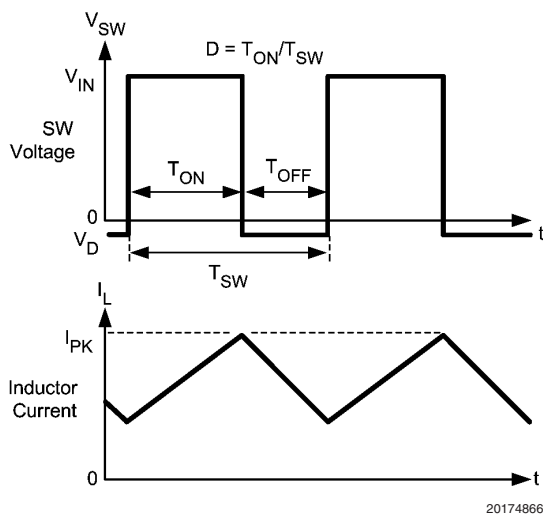 V_SW
D = T_ON/T_SW
V_IN
SW
Voltage
T_ON
T_OFF
0
t
V_D
T_SW
I_L
I_PK
Inductor
Current
0
t
20174866